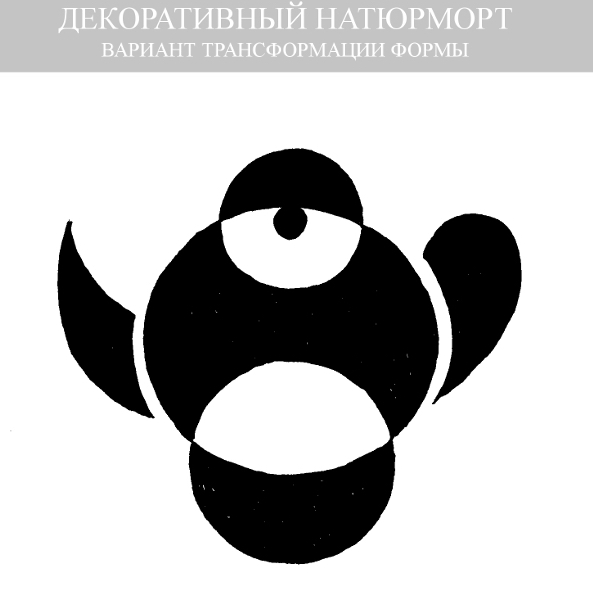 ДЕКОРАТИВНЫЙ НАТЮРМОРТ
ВАРИАНТ ТРАНСФОРМАЦИИ ФОРМЫ